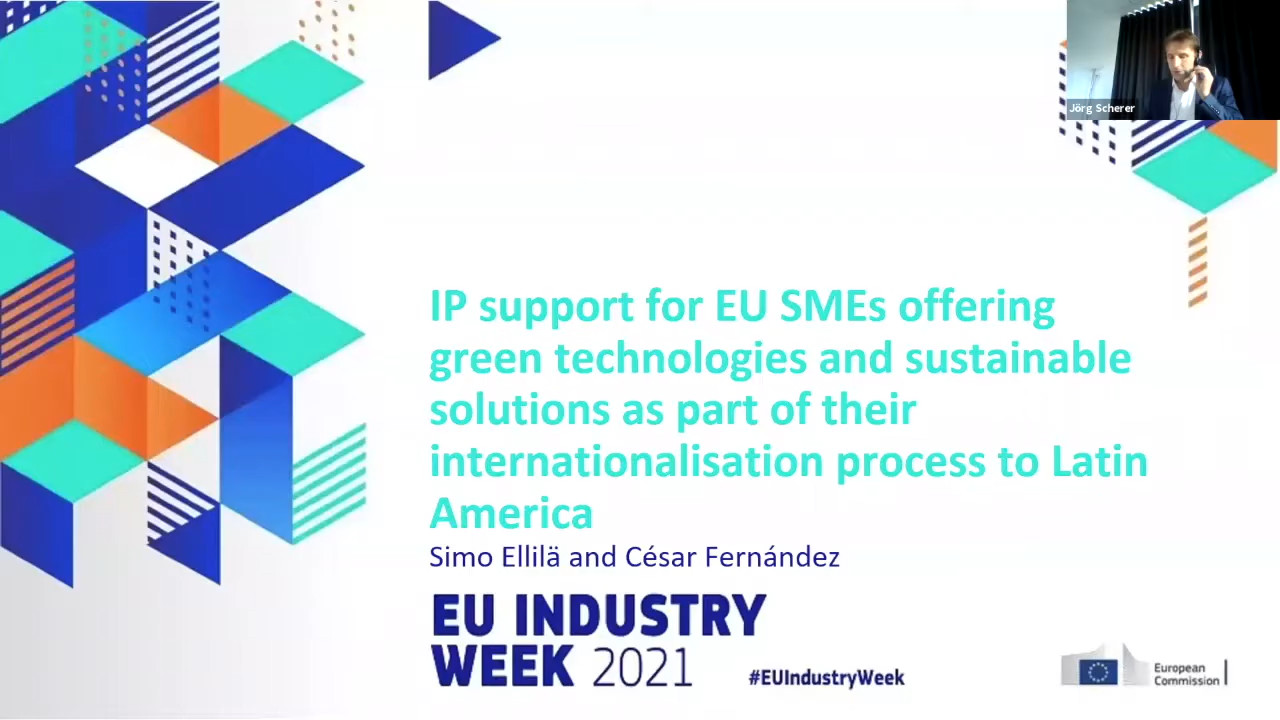 Jörg Scherer
IP support for EU SMEs offering
green technologies and sustainable
solutions as part of their
internationalisation process to Latin
America
Simo Ellilä and César Fernández
EU INDUSTRY
WEEK 2021
#EUIndustryWeek
European
Commission